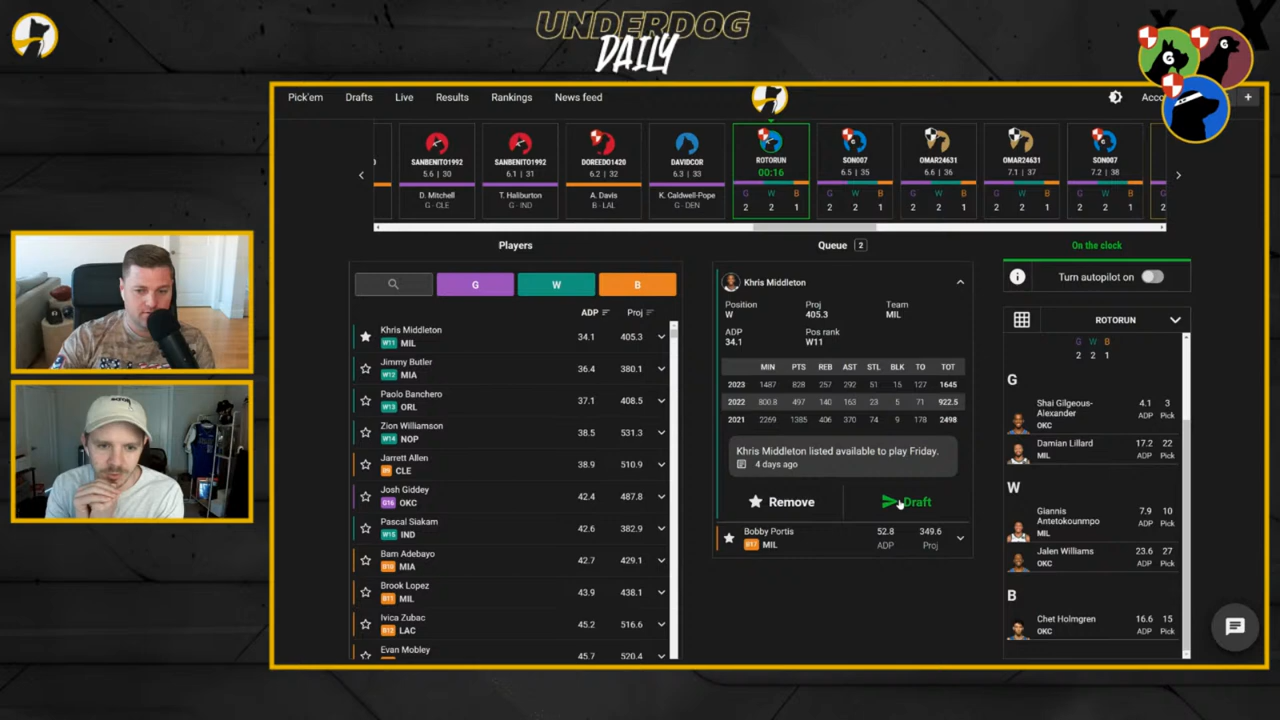 UNDERDOG
DAILY
G
G
Pick'em
Drafts
Live
Results
Rankings
News feed
Acco
+
0
SANBENITO1992
5.6 | 30
D. Mitchell
G - CLE
SANBENITO1992
6.1 | 31
T. Haliburton
G - IND
DOREEDO1420
6.2 | 32
A. Davis
B - LAL
DAVIDCOR
6.3 | 33
K. Caldwell-Pope
G - DEN
ROTORUN
00:16
G W B
2 2 1
SON007
6.5 | 35
G W B
2 2 1
OMAR24631
6.6 | 36
G W B
2 2 1
OMAR24631
7.1 | 37
G W B
2 2 1
SON007
7.2 | 38
G W B
2 2 1
G
2
Players
G
W
B
ADP
Proj
Khris Middleton
W11 MIL
34.1
405.3
Jimmy Butler
W12 MIA
36.4
380.1
Paolo Banchero
W13 ORL
37.1
408.5
Zion Williamson
W14 NOP
38.5
531.3
Jarrett Allen
CLE
38.9
510.9
Josh Giddey
G16 OKC
42.4
487.8
Pascal Siakam
W15 IND
42.6
382.9
Bam Adebayo
B10 MIA
42.7
429.1
Brook Lopez
B11 MIL
43.9
438.1
Ivica Zubac
B12 LAC
45.2
516.6
Evan Mobley
45.7
520.4
Queue 2
Khris Middleton
Position
W
Proj
405.3
Team
MIL
ADP
34.1
Pos rank
W11
MIN PTS REB AST STL BLK TO TOT
2023 1487 828 257 292 51 15 127 1645
2022 800.8 497 140 163 23 5 71 922.5
2021 2269 1385 406 370 74 9 178 2498
Khris Middleton listed available to play Friday.
4 days ago
Remove
Draft
Bobby Portis
B17 MIL
52.8
ADP
349.6
Proj
On the clock
Turn autopilot on
ROTORUN
G W B
2 2 1
G
Shai Gilgeous-
Alexander
OKC
4.1
ADP
3
Pick
Damian Lillard
MIL
17.2
ADP
22
Pick
W
Giannis
Antetokounmpo
MIL
7.9
ADP
10
Pick
Jalen Williams
OKC
23.6
ADP
27
Pick
B
Chet Holmgren
OKC
16.6
ADP
15
Pick